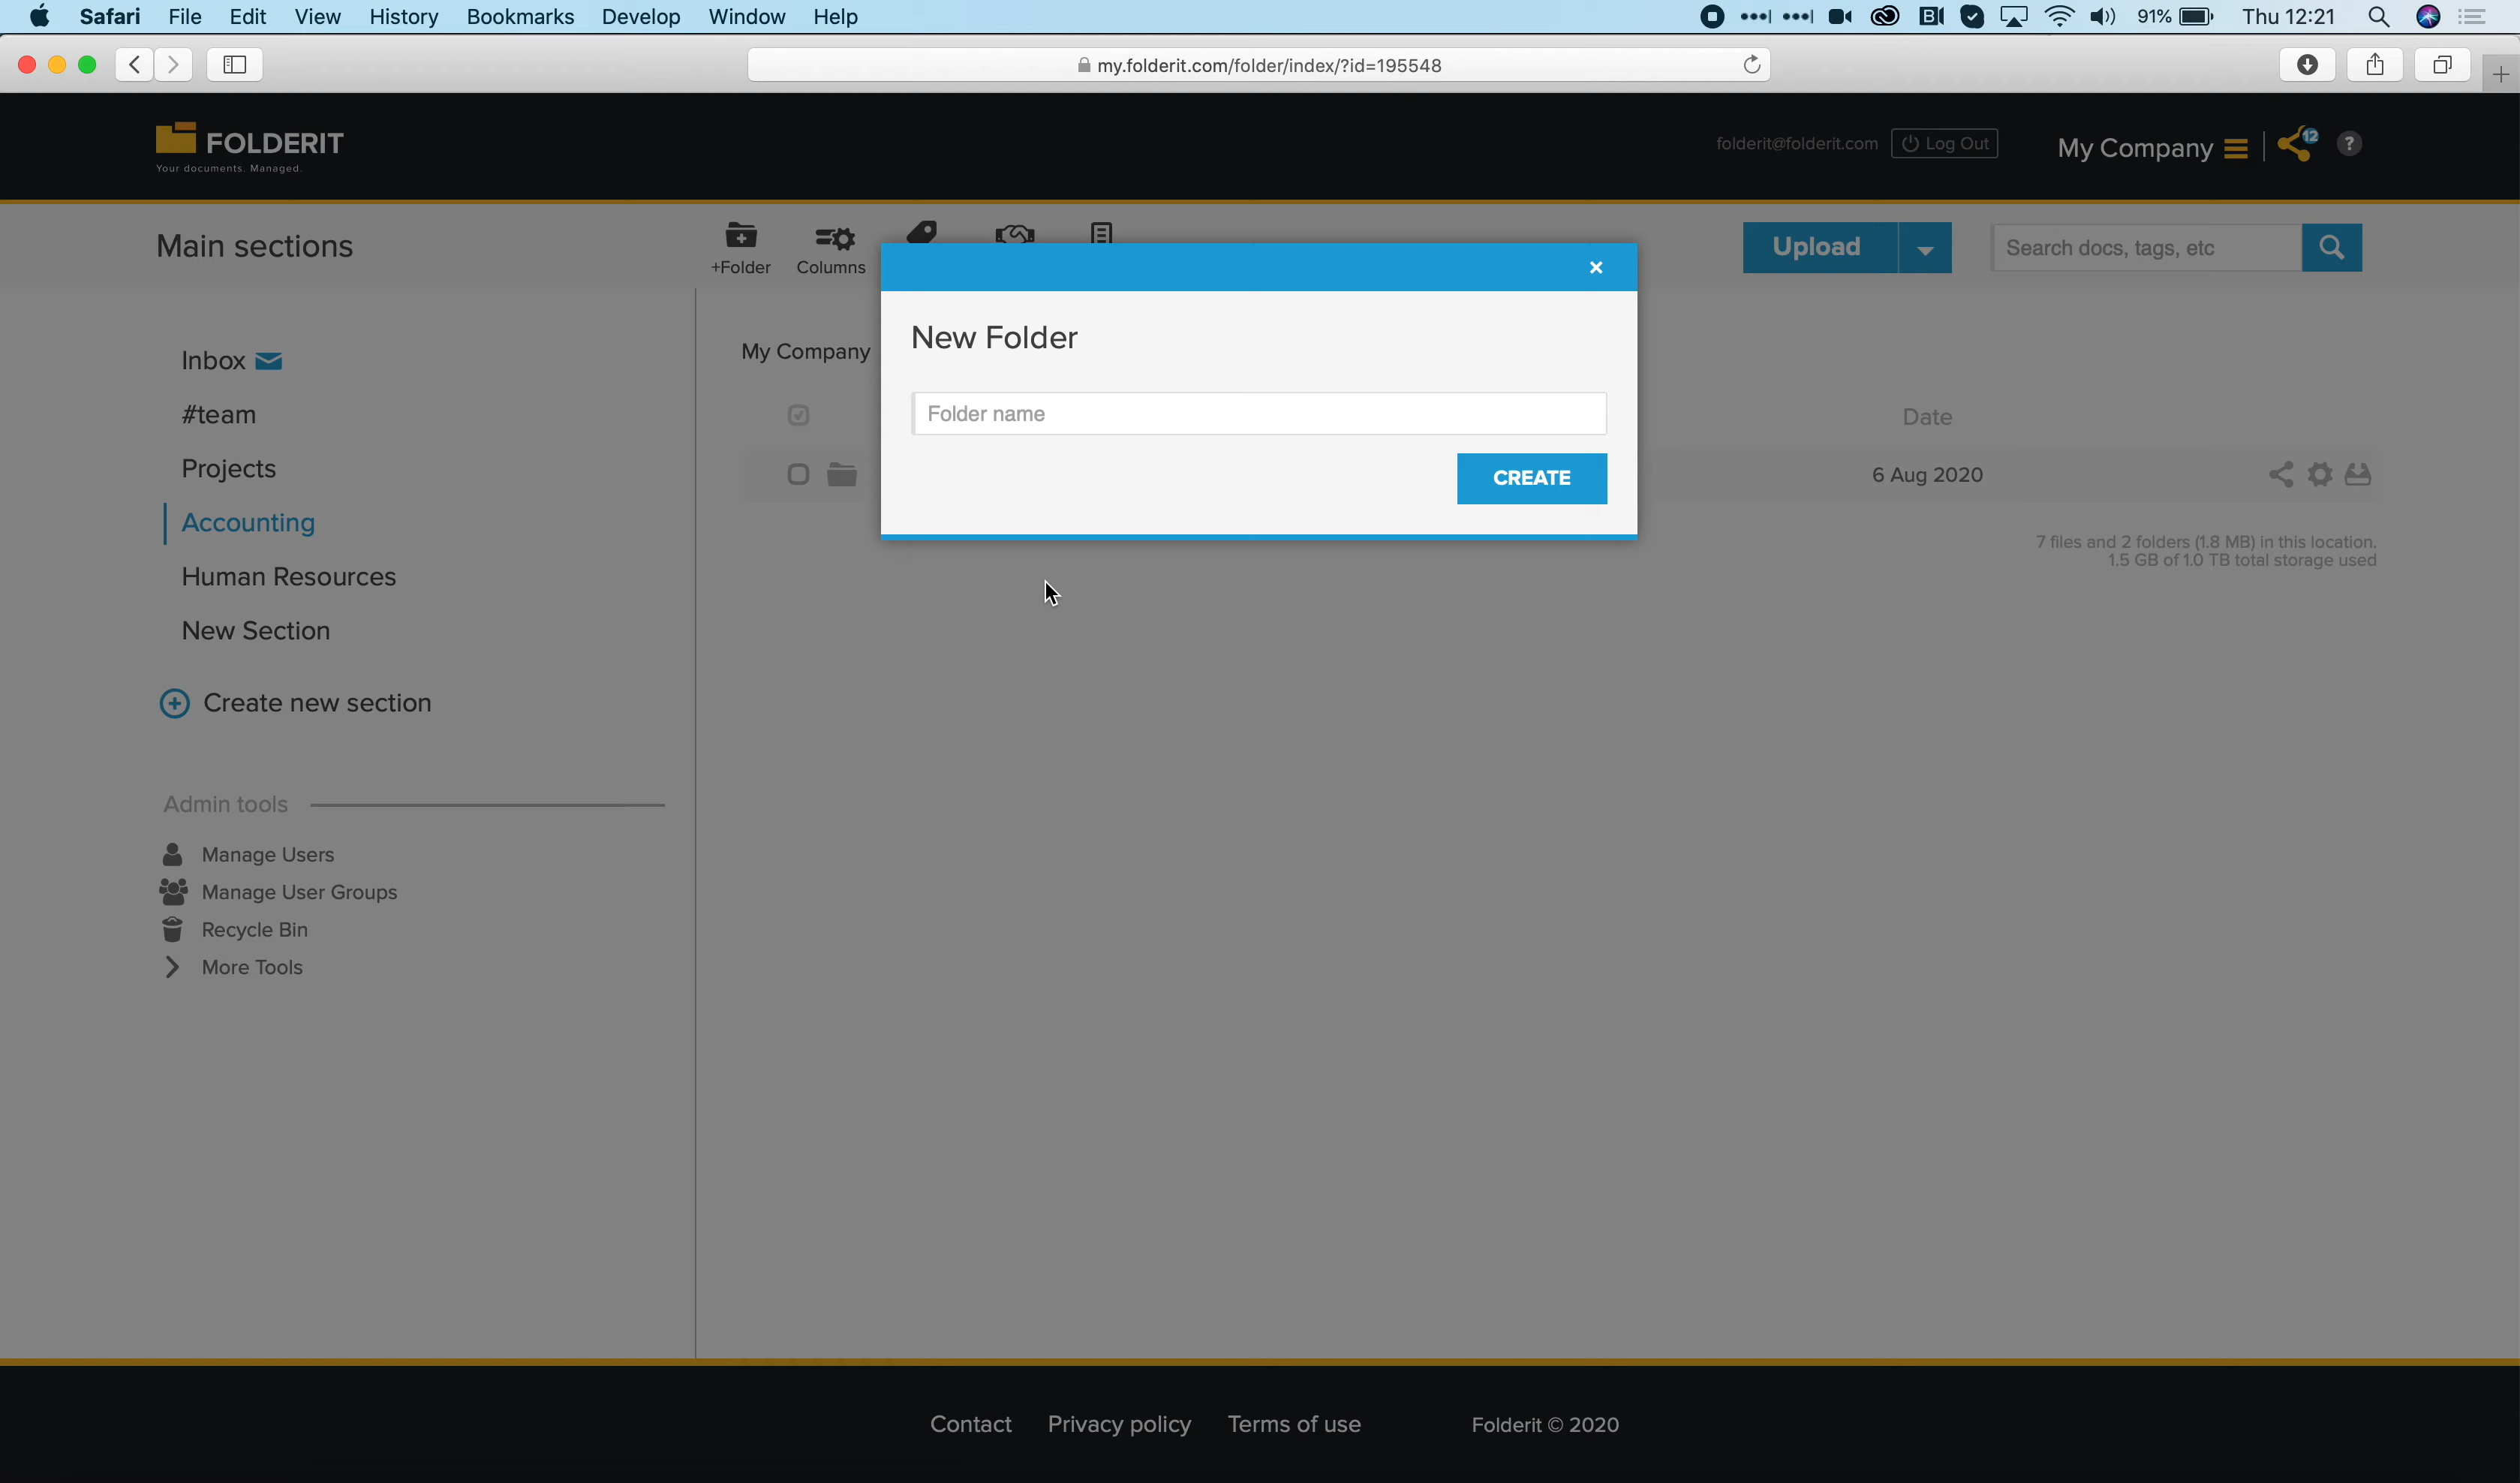 Safari File Edit View History Bookmarks Develop Window Help 91% Thu 12:21
my.folderit.com/folder/index/?id=195548
FOLDERIT
Your documents. Managed.
folderit@folderit.com Log Out My Company 12 ?
Main sections
+Folder Columns
Upload
Search docs, tags, etc
Inbox
#team
Projects
Accounting
Human Resources
New Section
Create new section
Admin tools
Manage Users
Manage User Groups
Recycle Bin
More Tools
My Company
New Folder
Folder name
CREATE
Date
6 Aug 2020
7 files and 2 folders (1.8 MB) in this location.
1.5 GB of 1.0 TB total storage used
Contact Privacy policy Terms of use Folderit © 2020